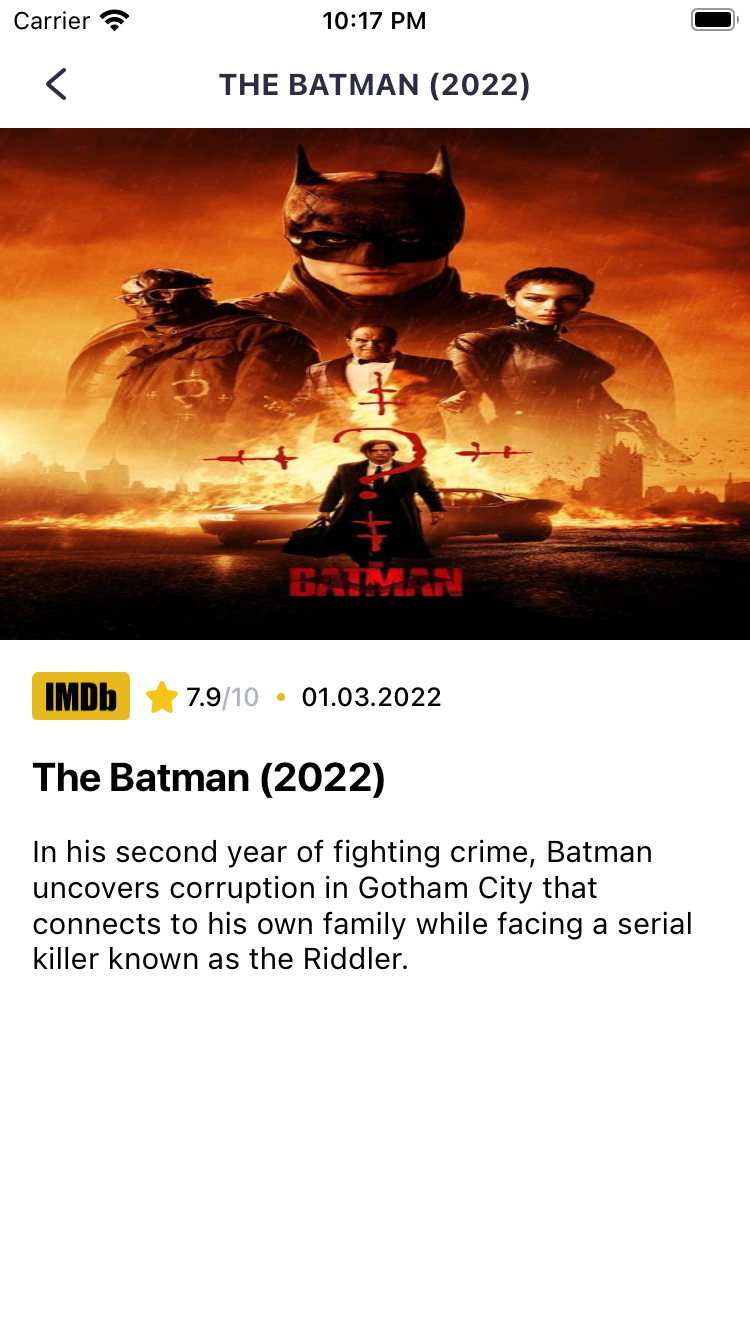 Carrier 10:17 PM
THE BATMAN (2022)
?
THE
BATMAN
IMDb 7.9/10 • 01.03.2022
The Batman (2022)
In his second year of fighting crime, Batman
uncovers corruption in Gotham City that
connects to his own family while facing a serial
killer known as the Riddler.